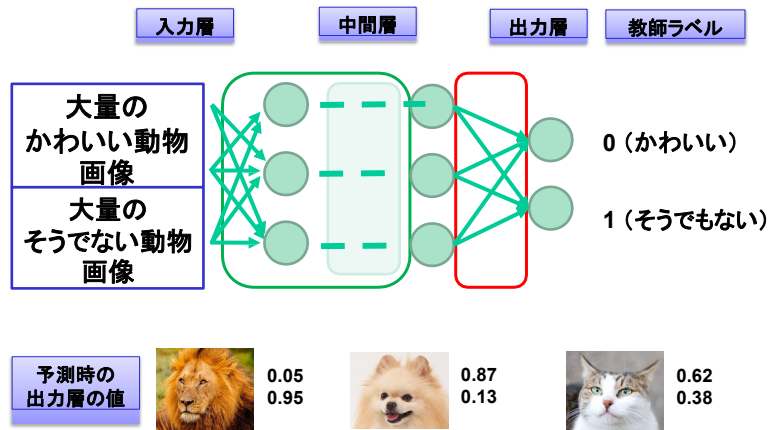 入力層
中間層
出力層
教師ラベル
大量の
かわいい動物
画像
大量の
そうでない動物
画像
0（かわいい）
1（そうでもない）
予測時の
出力層の値
0.05
0.95
0.87
0.13
0.62
0.38